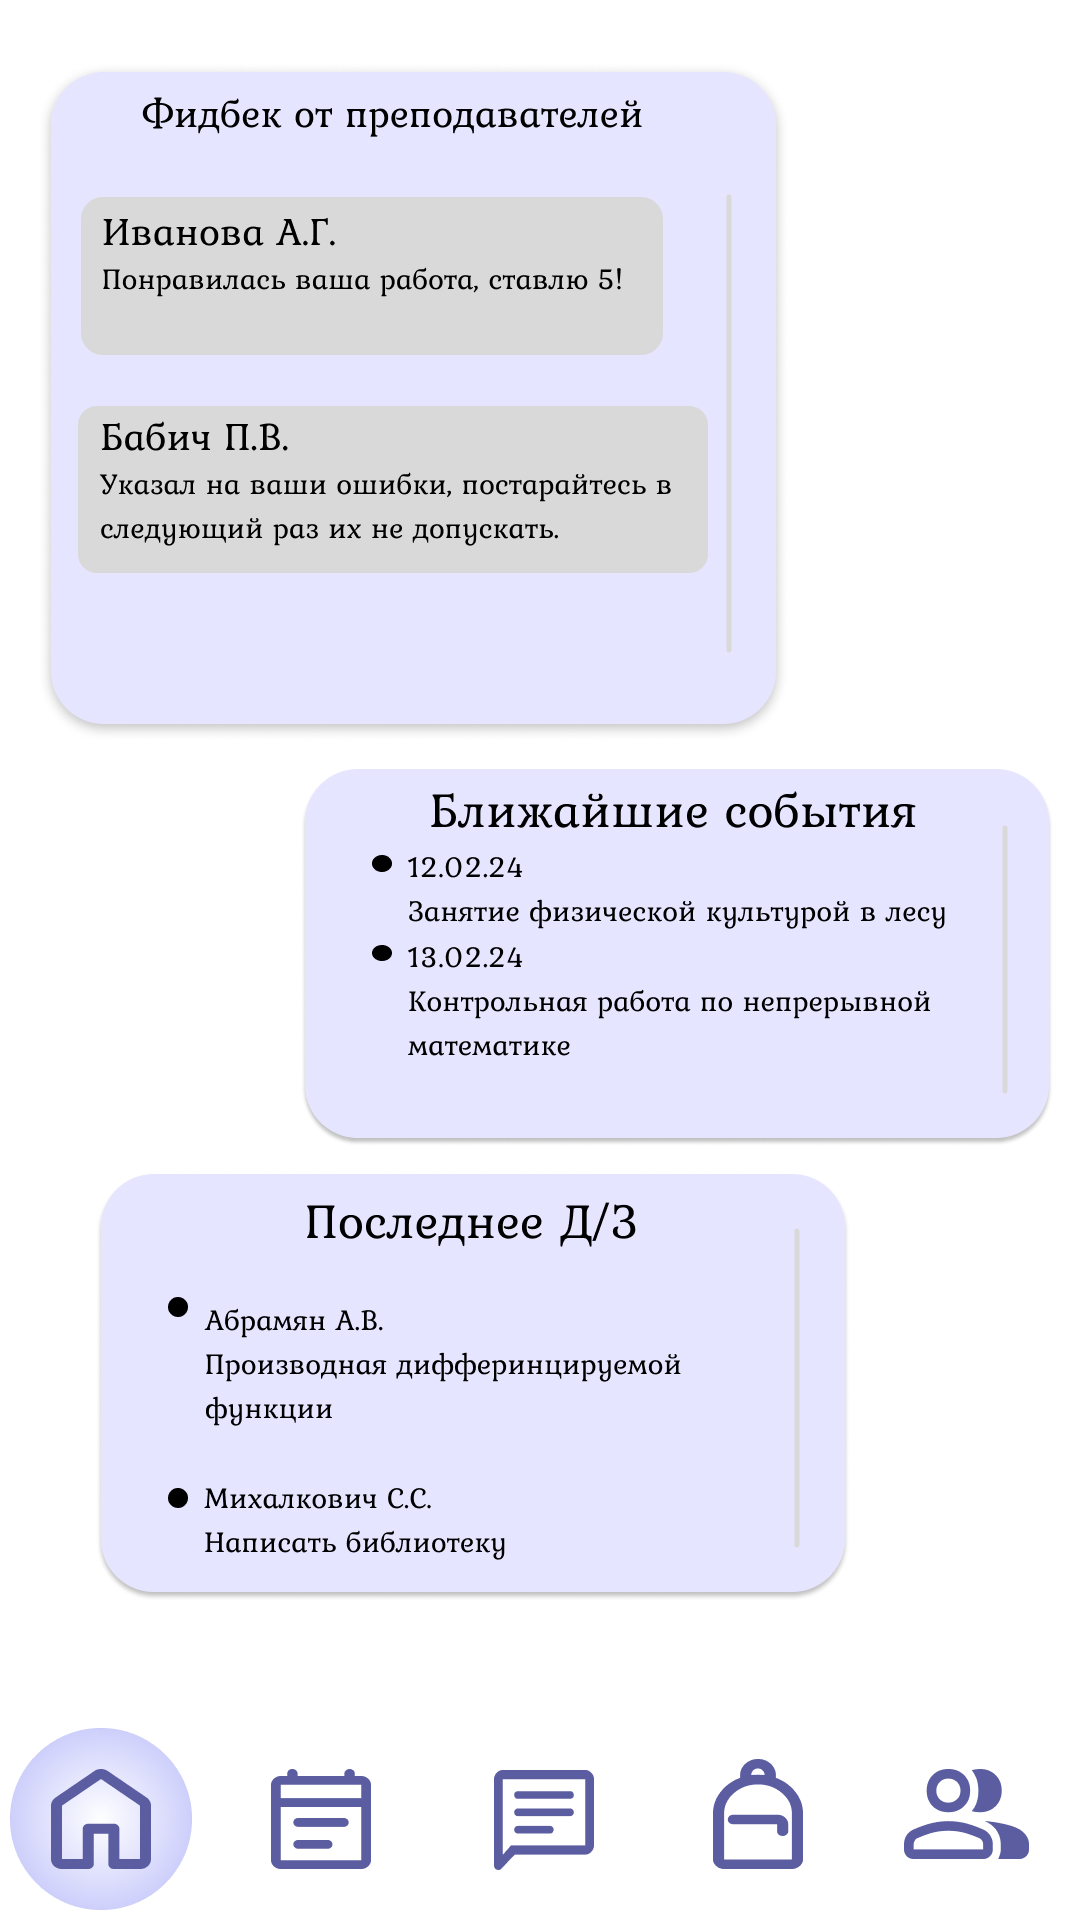 Фидбек от преподавателей
Иванова А.Г.
Понравилась ваша работа, ставлю 5!
Бабич П.В.
Указал на ваши ошибки, постарайтесь в
следующий раз их не допускать.
Ближайшие события
12.02.24
Занятие физической культурой в лесу
13.02.24
Контрольная работа по непрерывной
математике
Последнее Д/З
Абрамян А.В.
Производная дифферинцируемой
функции
Михалкович С.С.
Написать библиотеку